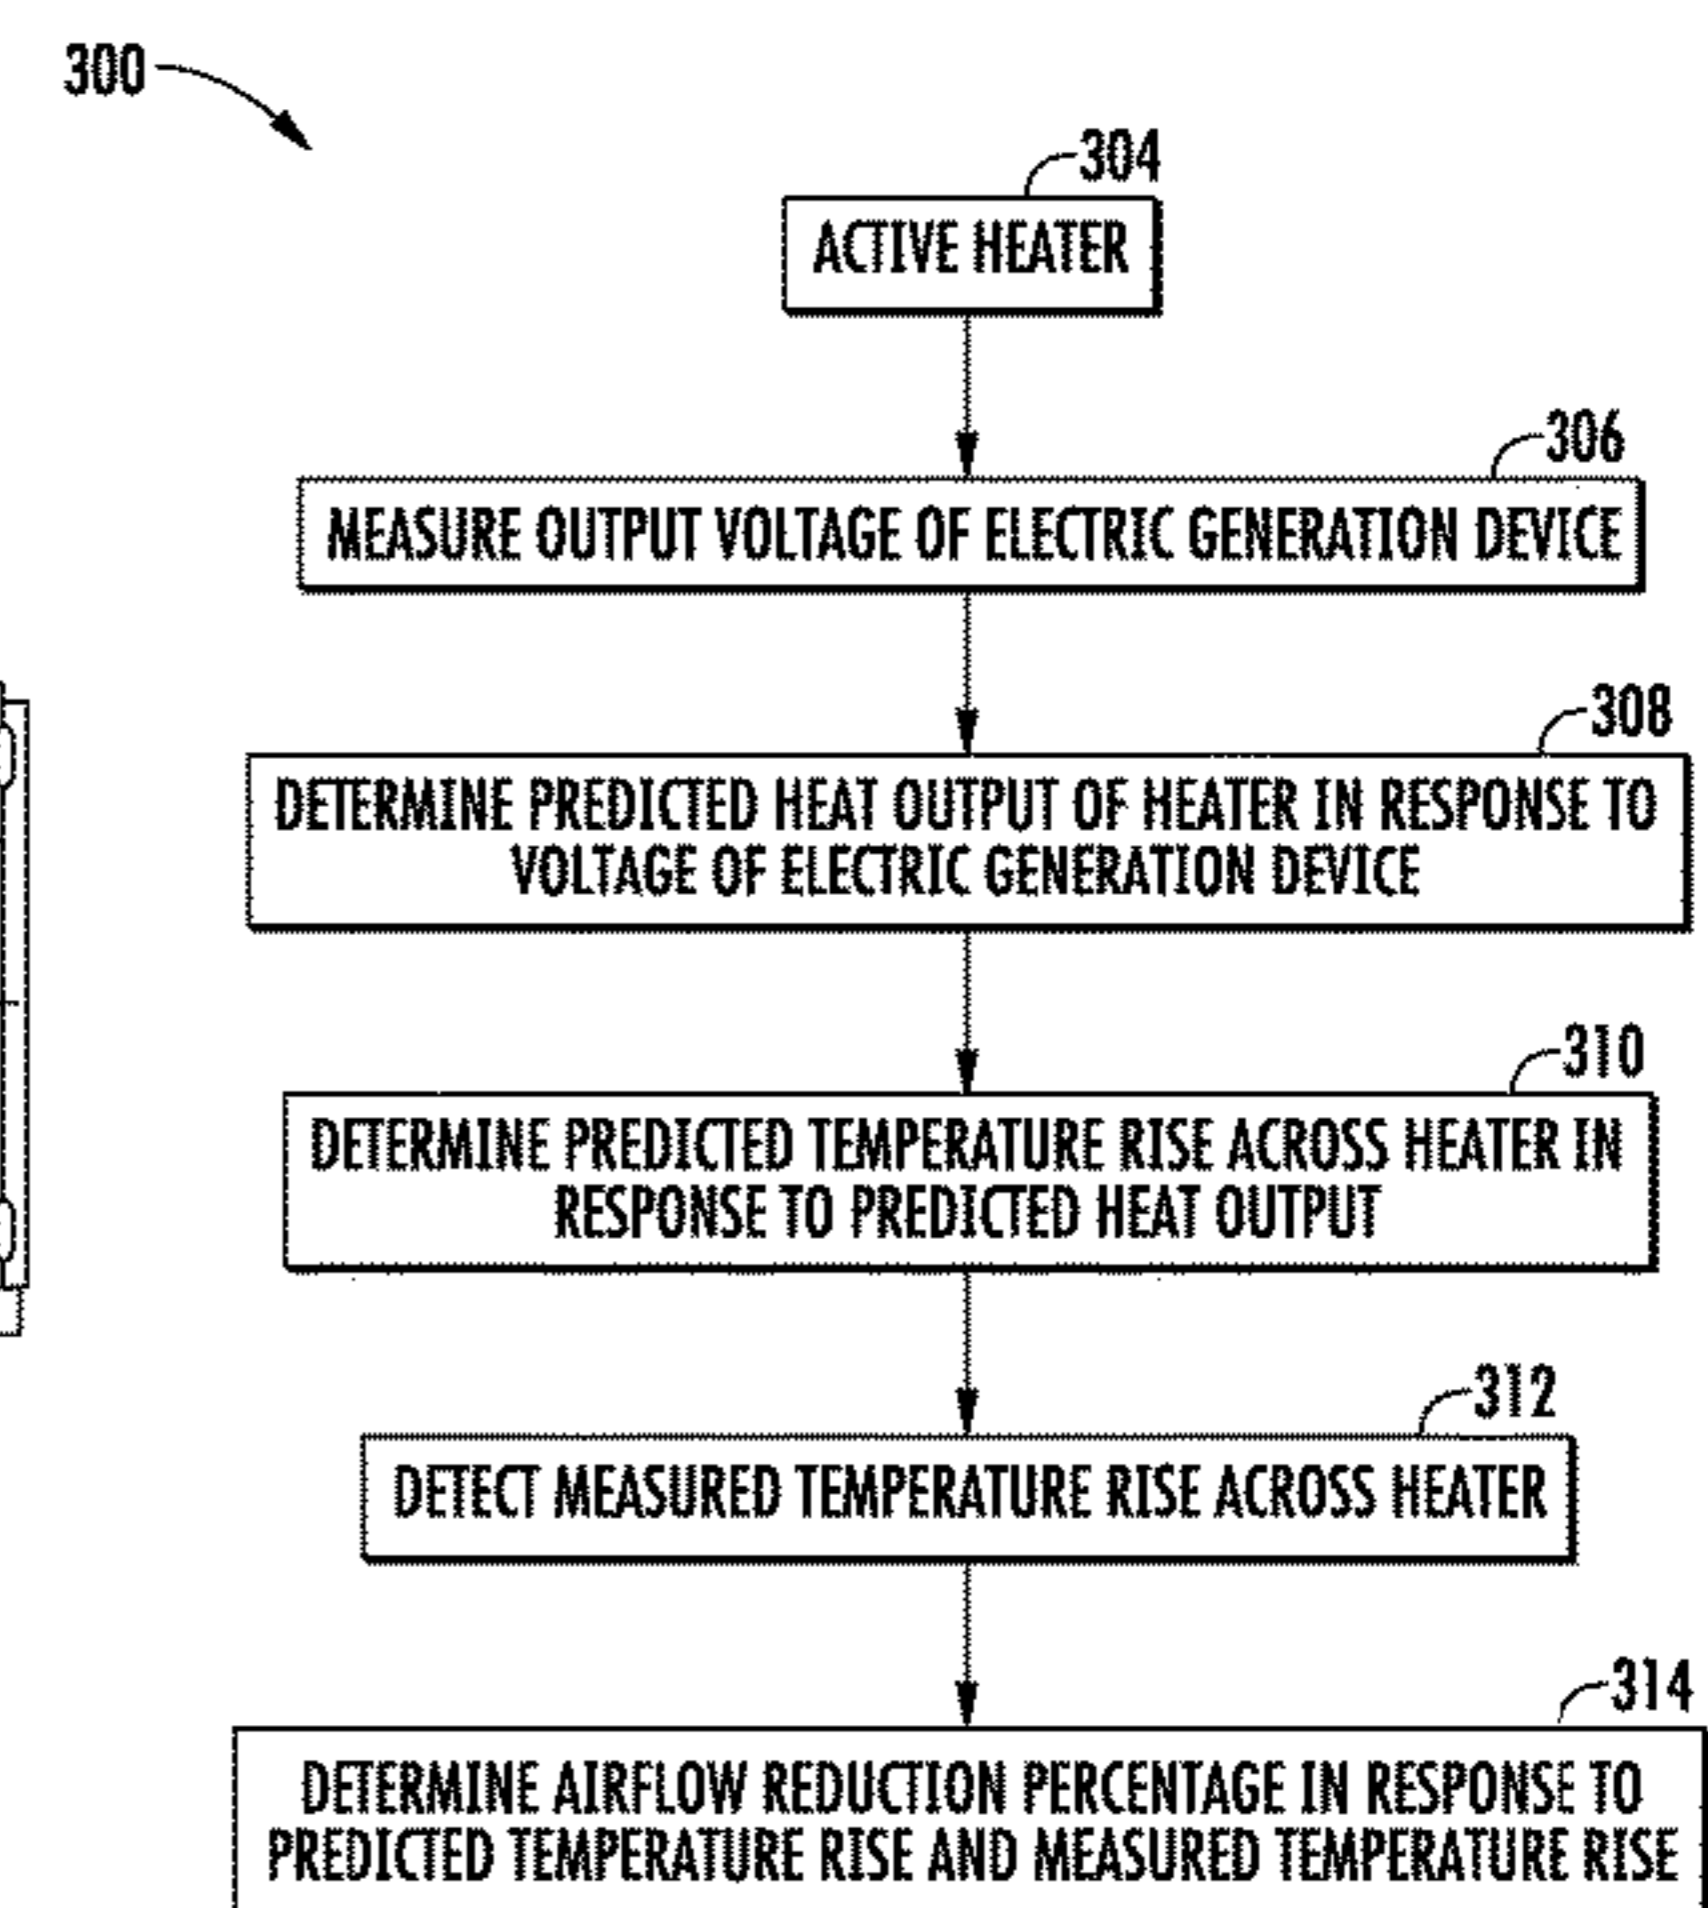 300
304
ACTIVE HEATER
306
MEASURE OUTPUT VOLTAGE OF ELECTRIC GENERATION DEVICE
308
DETERMINE PREDICTED HEAT OUTPUT OF HEATER IN RESPONSE TO
VOLTAGE OF ELECTRIC GENERATION DEVICE
310
DETERMINE PREDICTED TEMPERATURE RISE ACROSS HEATER IN
RESPONSE TO PREDICTED HEAT OUTPUT
312
DETECT MEASURED TEMPERATURE RISE ACROSS HEATER
314
DETERMINE AIRFLOW REDUCTION PERCENTAGE IN RESPONSE TO
PREDICTED TEMPERATURE RISE AND MEASURED TEMPERATURE RISE